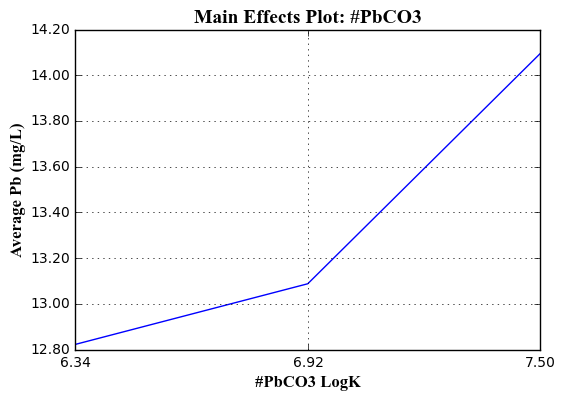 Main Effects Plot: #PbCO3
14.20
14.00
13.80
13.60
13.40
13.20
13.00
12.80
Average Pb (mg/L)
6.34 6.92 7.50
#PbCO3 LogK